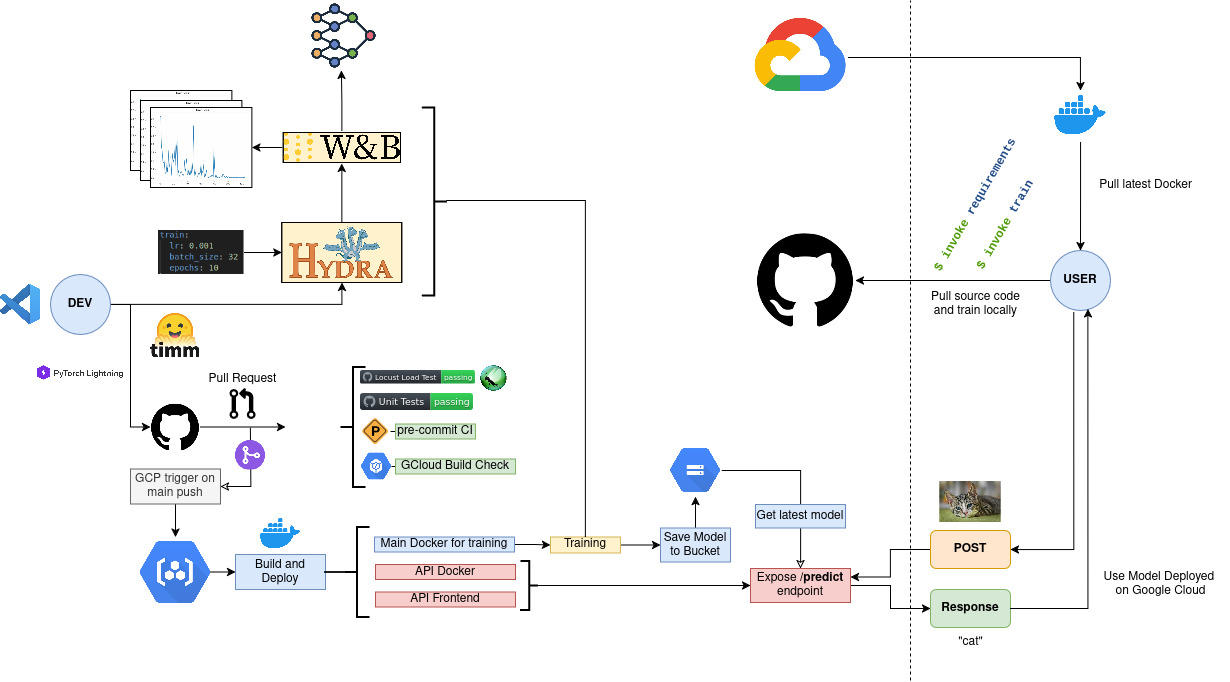 W&B
train:
lr: 0.001
batch_size: 32
epochs: 10
HYDRA
DEV
timm
PyTorch Lightning
Pull Request
GCP trigger on
main push
Locust Load Test passing
Unit Tests passing
P
pre-commit CI
GCloud Build Check
Build and
Deploy
Main Docker for training
API Docker
API Frontend
Training
Save Model
to Bucket
Get latest model
Expose /predict
endpoint
Pull latest Docker
$ invoke requirements
$ invoke train
USER
Pull source code
and train locally
POST
Response
"cat"
Use Model Deployed
on Google Cloud